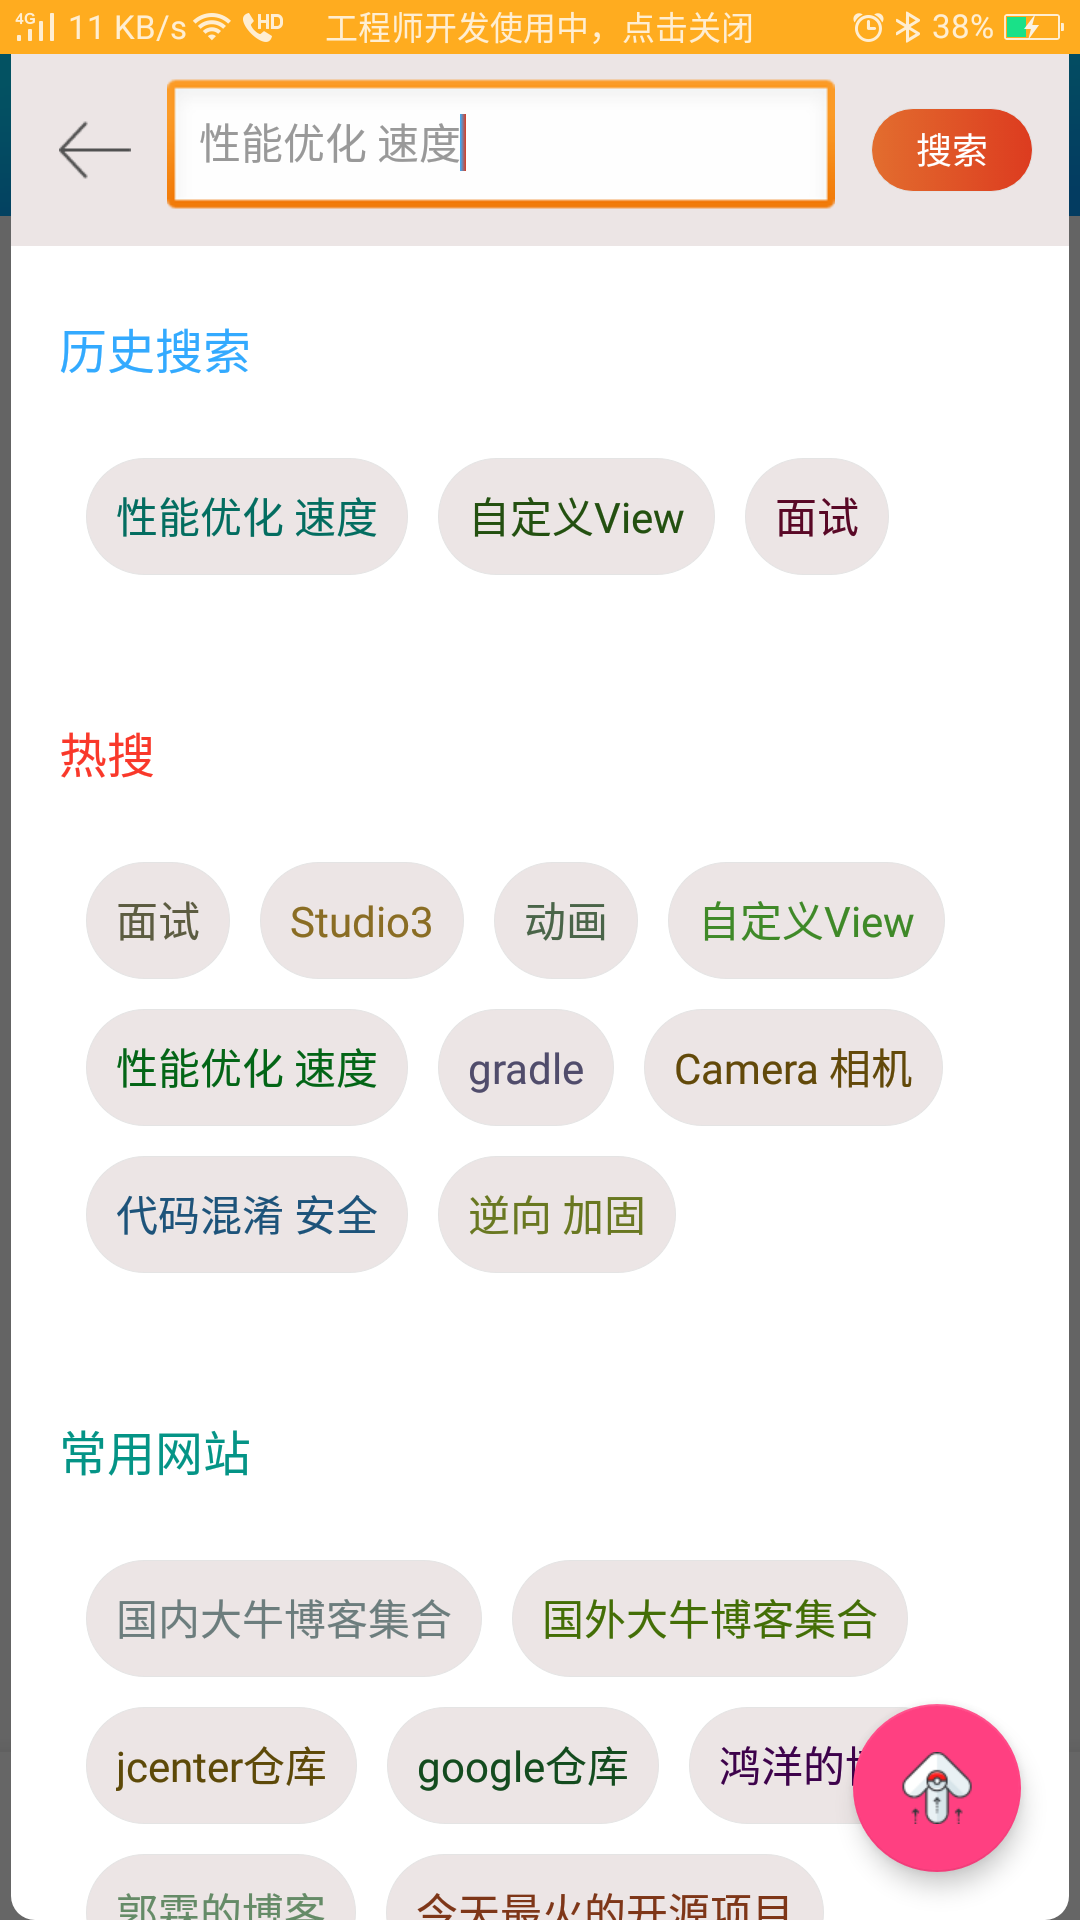 4G 11 KB/s HD 工程师开发使用中，点击关闭 38%
性能优化 速度 搜索
历史搜索
性能优化 速度 自定义View 面试
热搜
面试 Studio3 动画 自定义View
性能优化 速度 gradle Camera 相机
代码混淆 安全 逆向 加固
常用网站
国内大牛博客集合 国外大牛博客集合
jcenter仓库 google仓库 鸿洋的
郭霖的博客 今天最火的开源项目